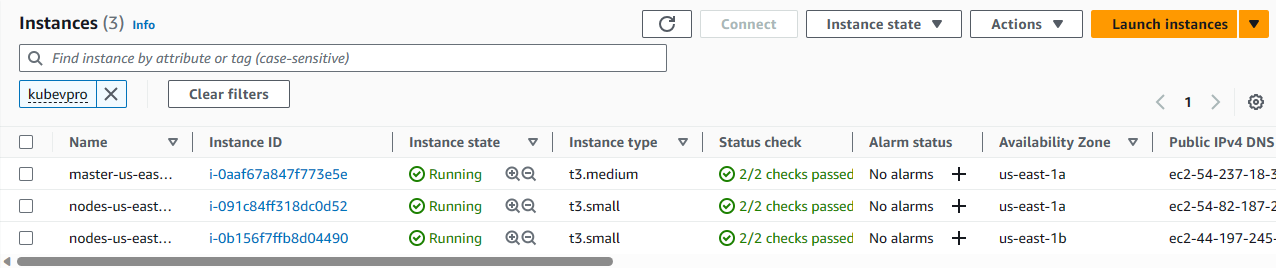 Instances (3) Info Connect Instance state Actions Launch instances
Find instance by attribute or tag (case-sensitive)
kubevpro Clear filters
1
Name Instance ID Instance state Instance type Status check Alarm status Availability Zone Public IPv4 DNS
master-us-eas... i-0aaf67a847f773e5e Running t3.medium 2/2 checks passed No alarms us-east-1a ec2-54-237-18-3
nodes-us-east... i-091c84ff318dc0d52 Running t3.small 2/2 checks passed No alarms us-east-1a ec2-54-82-187-2
nodes-us-east... i-0b156f7ffb8d04490 Running t3.small 2/2 checks passed No alarms us-east-1b ec2-44-197-245-